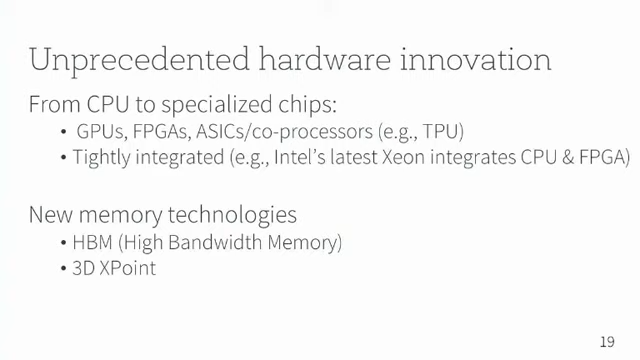 Unprecedented hardware innovation
From CPU to specialized chips:
• GPUs, FPGAs, ASICs/co-processors (e.g., TPU)
• Tightly integrated (e.g., Intel's latest Xeon integrates CPU & FPGA)
New memory technologies
• HBM (High Bandwidth Memory)
• 3D XPoint
19